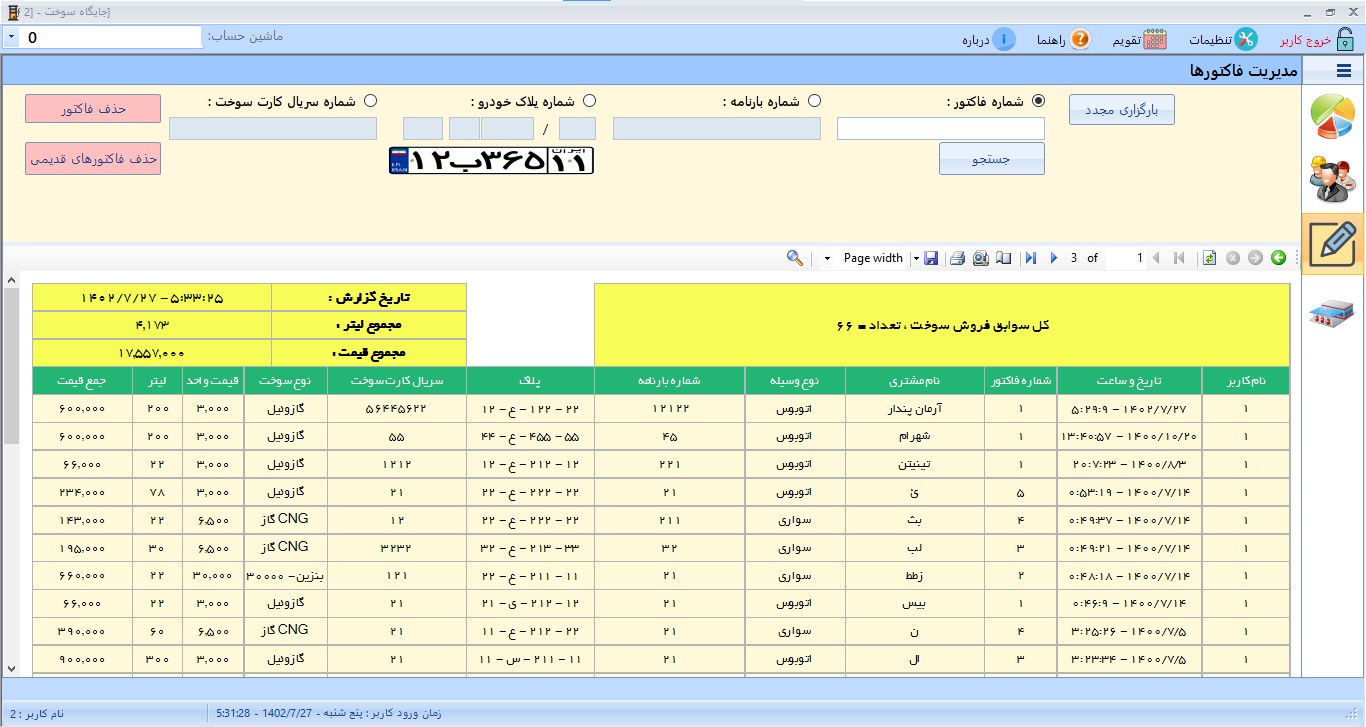 [جایگاه سوخت - [2
خروج کاربر تنظیمات تقویم راهنما درباره ماشین حساب: 0
مدیریت فاکتورها
بارگزاری مجدد شماره فاکتور : شماره بارنامه : شماره پلاک خودرو : شماره سریال کارت سوخت : حذف فاکتور
/
جستجو ایران ۱۱ ۳۶۵ب۱۲ I.R. IRAN حذف فاکتورهای قدیمی
Page width 3 of 1
کل سوابق فروش سوخت ، تعداد = ۶۶
تاریخ گزارش : ۱۴۰۲/۷/۲۷ – ۵:۳۳:۲۵
مجموع لیتر : ۴,۱۷۳
مجموع قیمت : ۱۷,۵۵۷,۰۰۰
نام کاربر تاریخ و ساعت شماره فاکتور نام مشتری نوع وسیله شماره بارنامه پلاک سریال کارت سوخت نوع سوخت قیمت واحد لیتر جمع قیمت
۱ ۱۴۰۲/۷/۲۷ – ۵:۲۹:۹ ۱ آرمان پندار اتوبوس ۱۲۱۲۲ ۲۲ – ۱۲۲ – ع – ۱۲ ۵۶۴۴۵۶۲۲ گازوئیل ۳,۰۰۰ ۲۰۰ ۶۰۰,۰۰۰
۱ ۱۴۰۰/۱۰/۲۰ – ۱۳:۴۰:۵۷ ۱ شهرام اتوبوس ۴۵ ۵۵ – ۴۵۵ – ع – ۴۴ ۵۵ گازوئیل ۳,۰۰۰ ۲۰۰ ۶۰۰,۰۰۰
۱ ۱۴۰۰/۸/۳ – ۲۰:۷:۲۳ ۱ تینیتن اتوبوس ۲۲۱ ۱۲ – ۲۱۲ – ع – ۱۲ ۱۲۱۲ گازوئیل ۳,۰۰۰ ۲۲ ۶۶,۰۰۰
۱ ۱۴۰۰/۷/۱۴ – ۰:۵۳:۱۹ ۵ ئ اتوبوس ۲۱ ۲۲ – ۲۲۲ – ع – ۲۲ ۲۱ گازوئیل ۳,۰۰۰ ۷۸ ۲۳۴,۰۰۰
۱ ۱۴۰۰/۷/۱۴ – ۰:۴۹:۳۷ ۴ بث سواری ۲۱۱ ۲۲ – ۲۲۲ – ع – ۲۲ ۱۲ گاز CNG ۶,۵۰۰ ۲۲ ۱۴۳,۰۰۰
۱ ۱۴۰۰/۷/۱۴ – ۰:۴۹:۲۱ ۳ لب سواری ۳۲ ۳۳ – ۲۱۳ – ع – ۳۲ ۳۲۳۲ گاز CNG ۶,۵۰۰ ۳۰ ۱۹۵,۰۰۰
۱ ۱۴۰۰/۷/۱۴ – ۰:۴۸:۱۸ ۲ زطط سواری ۲۱ ۱۱ – ۲۱۱ – ع – ۲۲ ۱۲۱ بنزین- ۳۰۰۰۰ ۳۰,۰۰۰ ۲۲ ۶۶۰,۰۰۰
۱ ۱۴۰۰/۷/۱۴ – ۰:۴۶:۹ ۱ بیس اتوبوس ۲۱ ۱۲ – ۲۱۲ – ی – ۲۱ ۲۱ گازوئیل ۳,۰۰۰ ۲۲ ۶۶,۰۰۰
۱ ۱۴۰۰/۷/۵ – ۳:۲۵:۲۶ ۴ ن سواری ۲۱ ۲۲ – ۲۱۲ – ع – ۱۱ ۲۱ گاز CNG ۶,۵۰۰ ۶۰ ۳۹۰,۰۰۰
۱ ۱۴۰۰/۷/۵ – ۳:۲۳:۳۴ ۳ ال اتوبوس ۲۱ ۱۱ – ۲۱۱ – س – ۱۱ ۲۱ گازوئیل ۳,۰۰۰ ۳۰۰ ۹۰۰,۰۰۰
زمان ورود کاربر : پنج شنبه - 1402/7/27 - 5:31:28 نام کاربر : 2